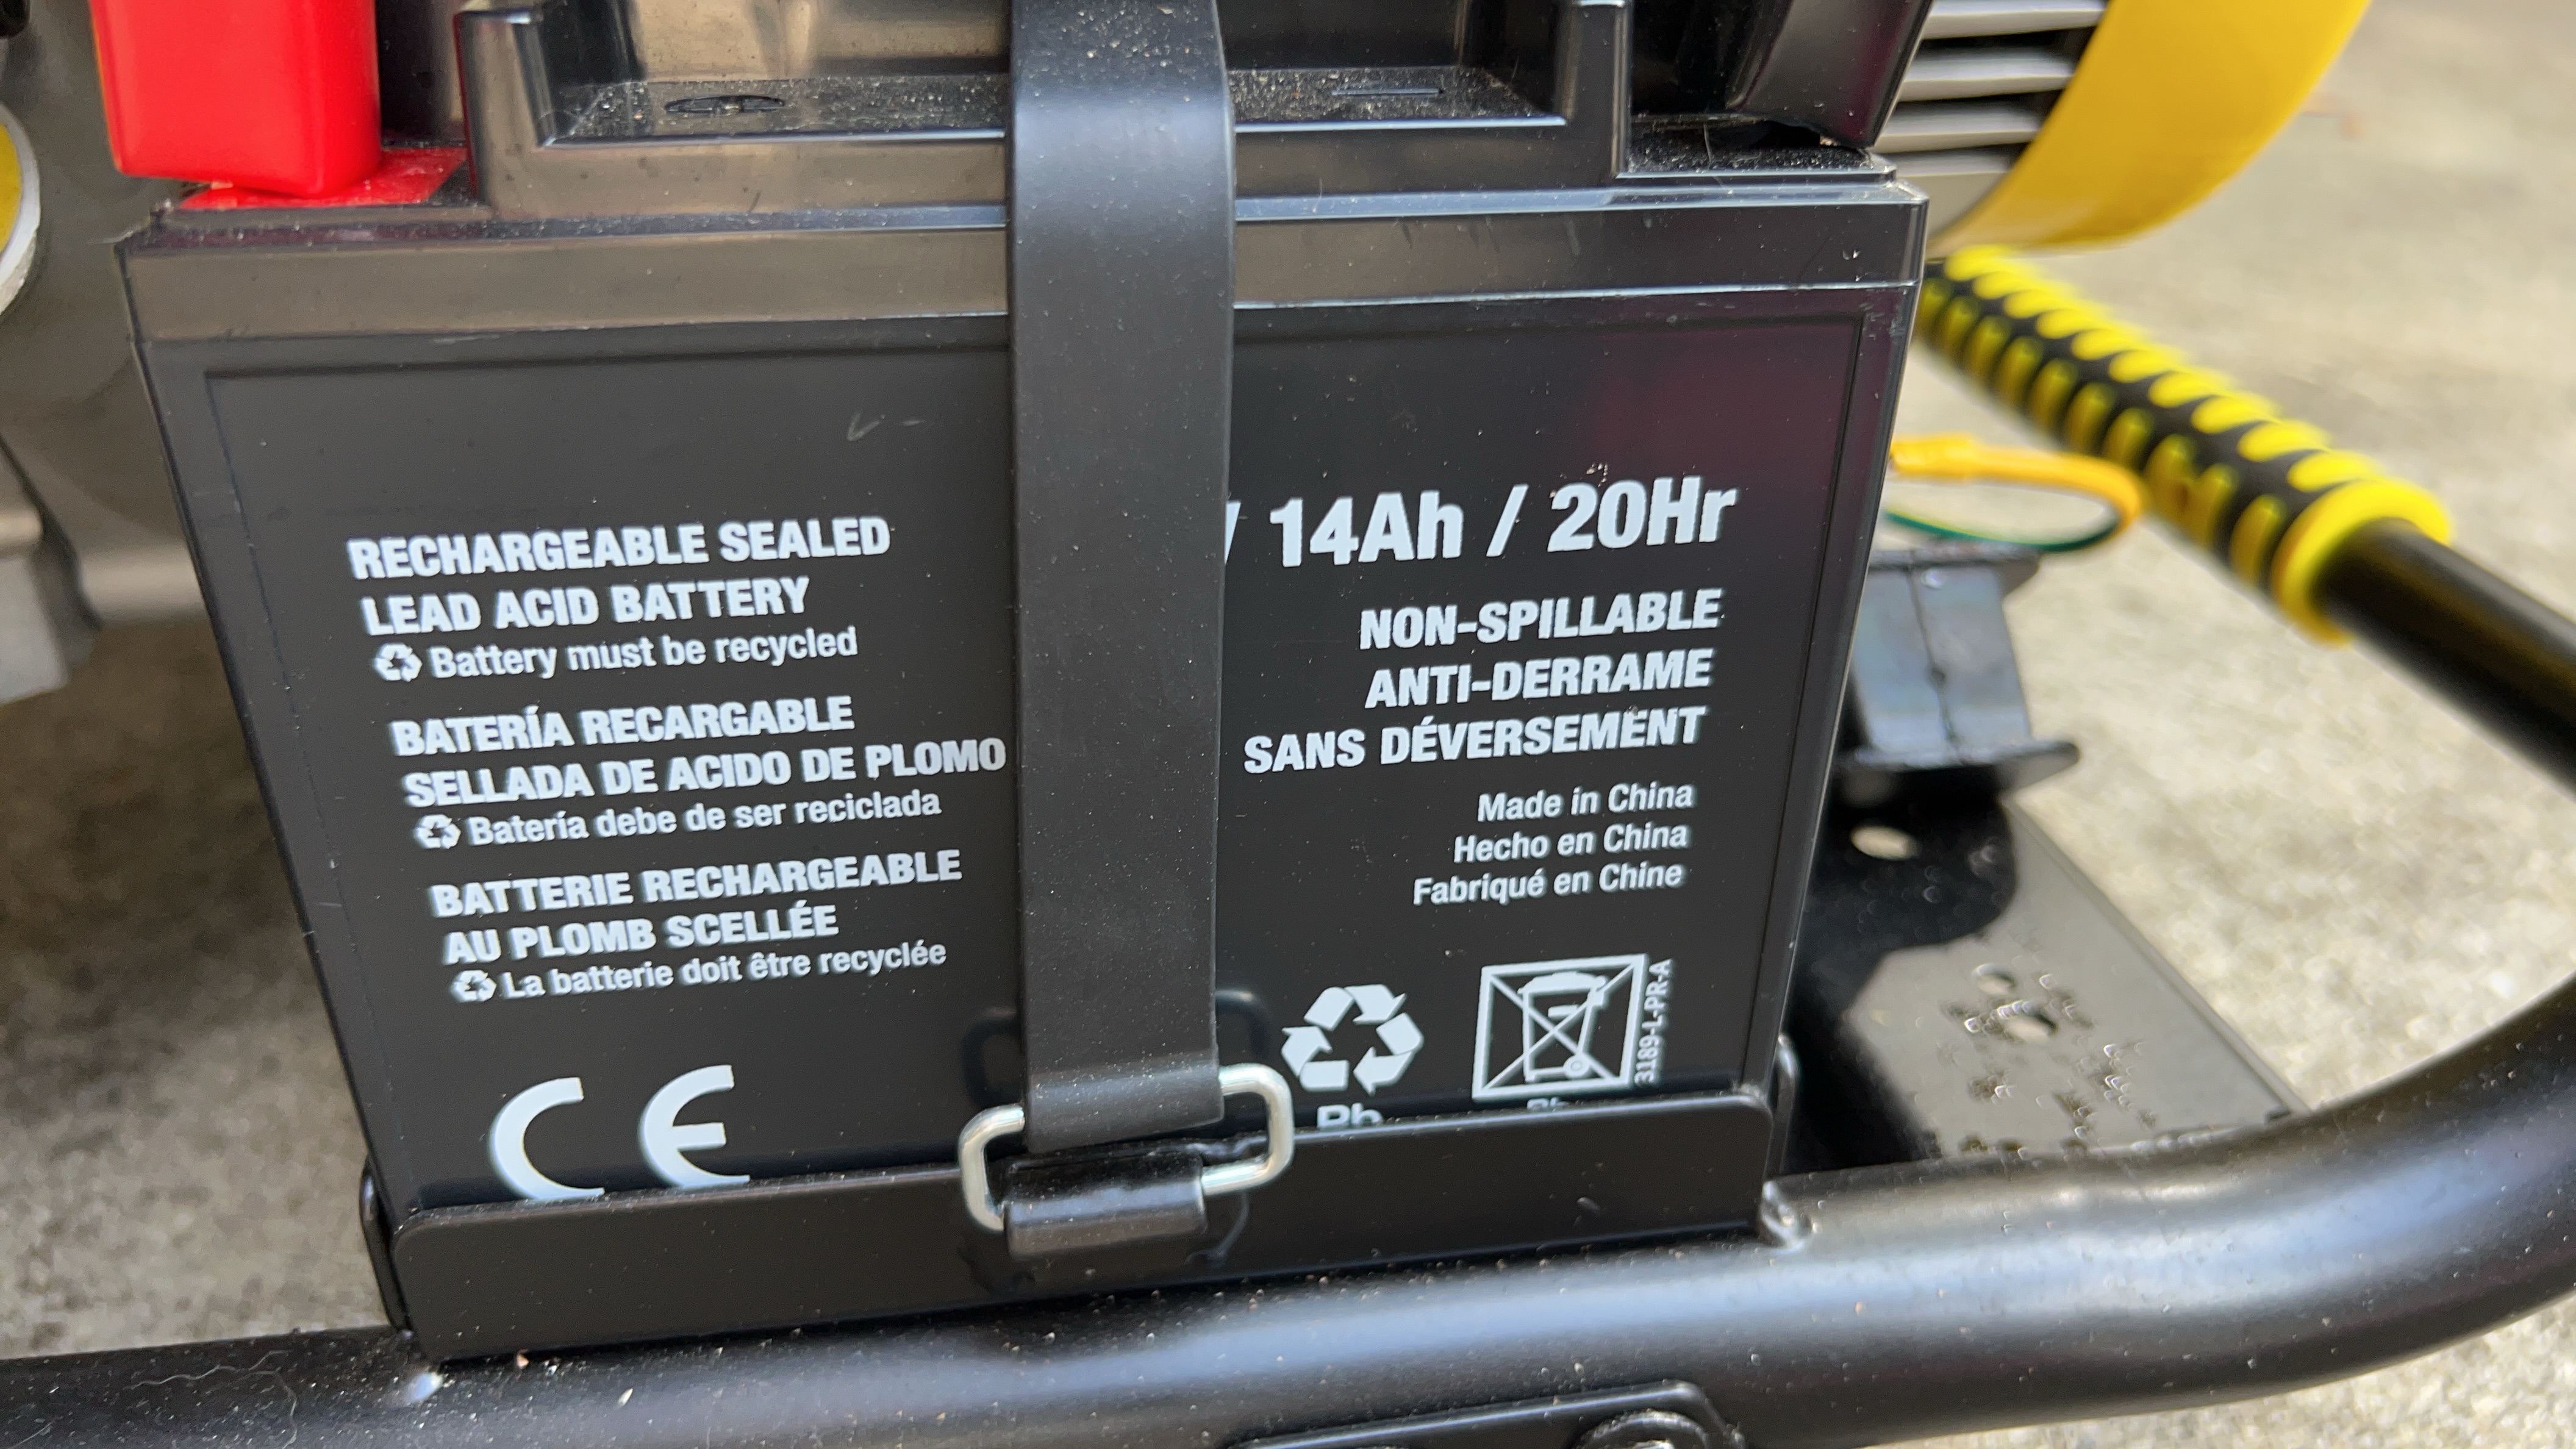 RECHARGEABLE SEALED
LEAD ACID BATTERY
Battery must be recycled
BATERÍA RECARGABLE
SELLADA DE ACIDO DE PLOMO
Batería debe de ser reciclada
BATTERIE RECHARGEABLE
AU PLOMB SCELLÉE
La batterie doit être recyclée
CE
14Ah / 20Hr
NON-SPILLABLE
ANTI-DERRAME
SANS DÉVERSEMENT
Made in China
Hecho en China
Fabriqué en Chine
Pb
3189-L-PR-A